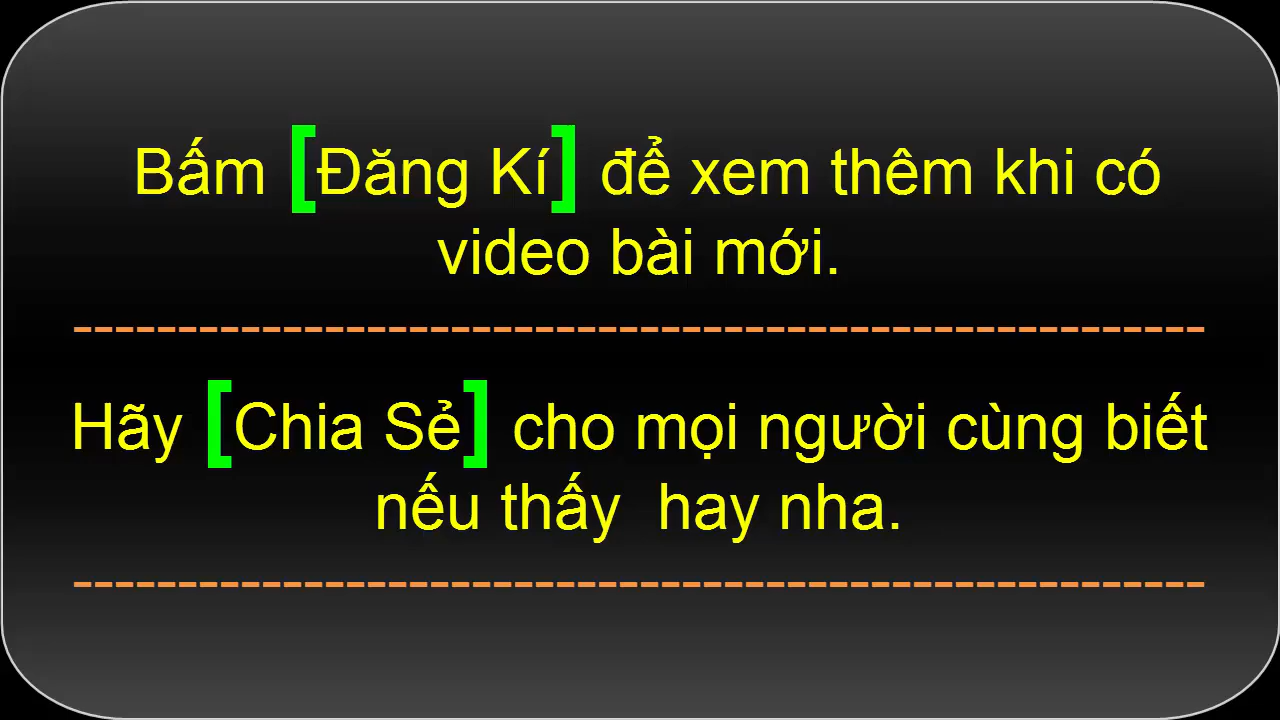 Bấm [Đăng Kí] để xem thêm khi có
video bài mới.
------------------------------------------------------
Hãy [Chia Sẻ] cho mọi người cùng biết
nếu thấy  hay nha.
------------------------------------------------------